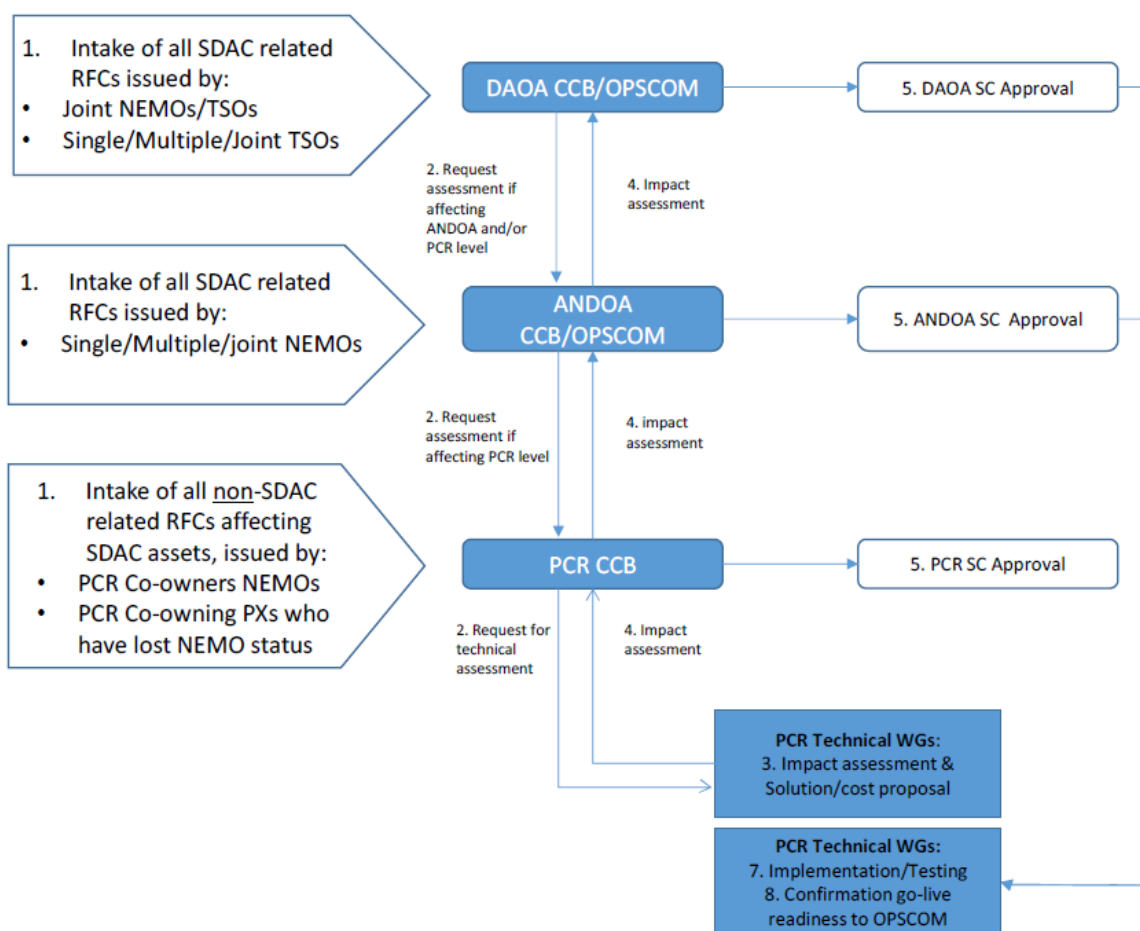 1. Intake of all SDAC related
RFCs issued by:
• Joint NEMOs/TSOs
• Single/Multiple/Joint TSOs
DAOA CCB/OPSCOM
5. DAOA SC Approval
2. Request
assessment if
affecting
ANDOA and/or
PCR level
4. Impact
assessment
1. Intake of all SDAC related
RFCs issued by:
• Single/Multiple/joint NEMOs
ANDOA
CCB/OPSCOM
5. ANDOA SC Approval
2. Request
assessment if
affecting PCR level
4. impact
assessment
1. Intake of all non-SDAC
related RFCs affecting
SDAC assets, issued by:
• PCR Co-owners NEMOs
• PCR Co-owning PXs who
have lost NEMO status
PCR CCB
5. PCR SC Approval
2. Request for
technical
assessment
4. Impact
assessment
PCR Technical WGs:
3. Impact assessment &
Solution/cost proposal
PCR Technical WGs:
7. Implementation/Testing
8. Confirmation go-live
readiness to OPSCOM